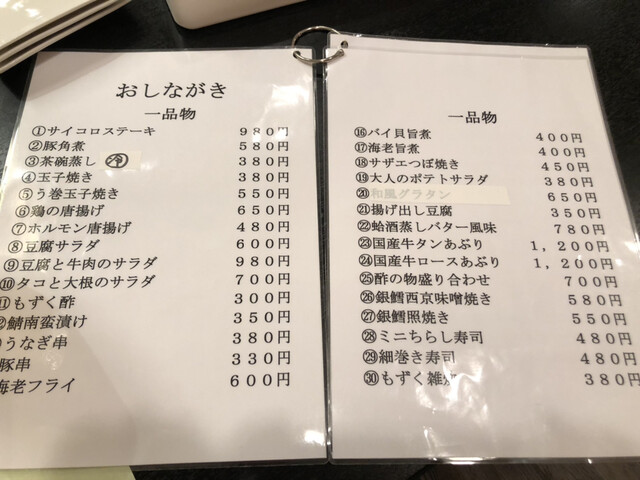 おしながき
一品物
①サイコロステーキ 980円
②豚角煮 580円
③茶碗蒸し 冷 380円
④玉子焼き 380円
⑤う巻玉子焼き 550円
⑥鶏の唐揚げ 650円
⑦ホルモン唐揚げ 480円
⑧豆腐サラダ 600円
⑨豆腐と牛肉のサラダ 980円
⑩タコと大根のサラダ 700円
⑪もずく酢 300円
⑫鯖南蛮漬け 350円
うなぎ串 380円
豚串 330円
海老フライ 600円
一品物
⑯バイ貝旨煮 400円
⑰海老旨煮 400円
⑱サザエつぼ焼き 450円
⑲大人のポテトサラダ 380円
⑳和風グラタン 650円
㉑揚げ出し豆腐 350円
㉒蛤酒蒸しバター風味 780円
㉓国産牛タンあぶり 1,200円
㉔国産牛ロースあぶり 1,200円
㉕酢の物盛り合わせ 700円
㉖銀鱈西京味噌焼き 580円
㉗銀鱈照焼き 550円
㉘ミニちらし寿司 480円
㉙細巻き寿司 480円
㉚もずく雑炊 380円